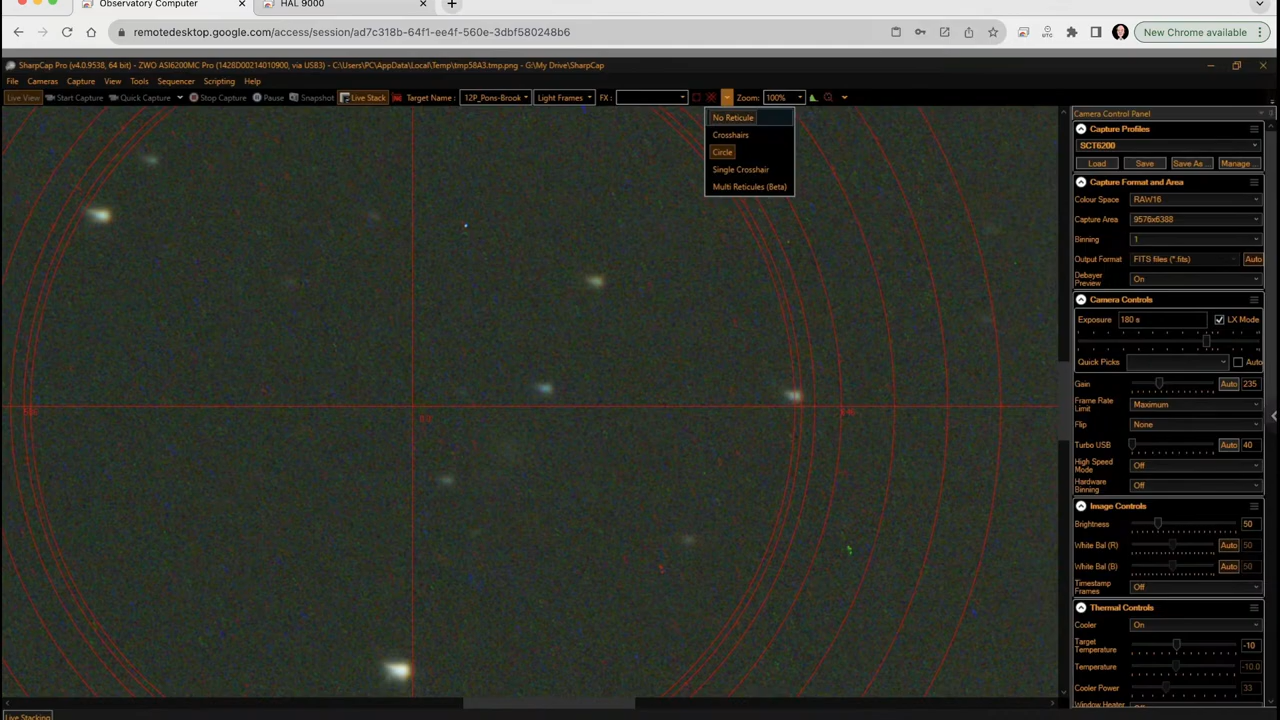 Observatory Computer
HAL 9000
remotedesktop.google.com/access/session/ad7c318b-64f1-ee4f-560e-3dbf580248b6
New Chrome available
SharpCap Pro (v4.0.9538, 64 bit) - ZWO ASI6200MC Pro (1428D00214010900, via USB3) - C:\Users\PC\AppData\Local\Temp\tmp58A3.tmp.png - G:\My Drive\SharpCap
File Cameras Capture View Tools Sequencer Scripting Help
Live View Start Capture Quick Capture Stop Capture Pause Snapshot Live Stack Target Name: 12P_Pons-Brook Light Frames FX: Zoom: 100%
No Reticule
Crosshairs
Circle
Single Crosshair
Multi Reticules (Beta)
Camera Control Panel
Capture Profiles
SCT6200
Load Save Save As ... Manage ...
Capture Format and Area
Colour Space RAW16
Capture Area 9576x6388
Binning 1
Output Format FITS files (*.fits) Auto
Debayer
Preview On
Camera Controls
Exposure 180 s LX Mode
Quick Picks Auto
Gain Auto 235
Frame Rate
Limit Maximum
Flip None
Turbo USB Auto 40
High Speed
Mode Off
Hardware
Binning Off
Image Controls
Brightness 50
White Bal (R) Auto 50
White Bal (B) Auto 50
Timestamp
Frames Off
Thermal Controls
Cooler On
Target
Temperature -10
Temperature -10.0
Cooler Power 33
Window Heater
Live Stacking